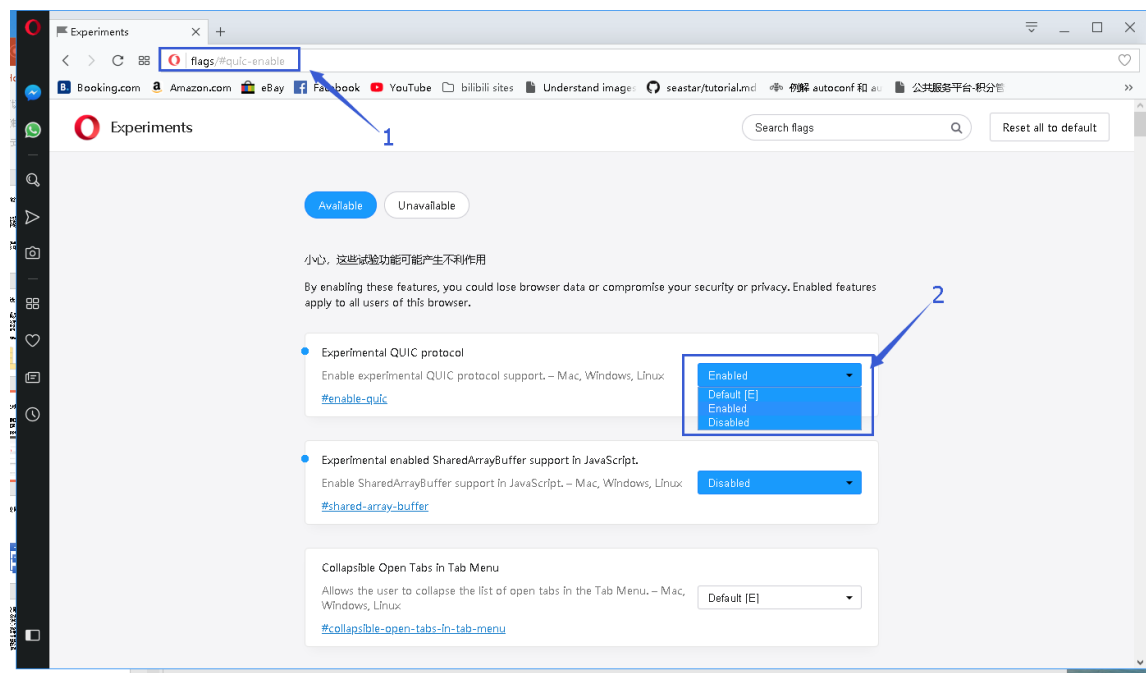 Experiments
flags/#quic-enable
Booking.com Amazon.com eBay Facebook YouTube bilibili sites Understand image seastar/tutorial.md 例解 autoconf 和 au 公共服务平台-积分管
1
Experiments
Search flags
Reset all to default
Available Unavailable
小心，这些试验功能可能产生不利作用
By enabling these features, you could lose browser data or compromise your security or privacy. Enabled features
apply to all users of this browser.
2
Experimental QUIC protocol
Enable experimental QUIC protocol support. – Mac, Windows, Linux
#enable-quic
Enabled
Default [E]
Enabled
Disabled
Experimental enabled SharedArrayBuffer support in JavaScript.
Enable SharedArrayBuffer support in JavaScript. – Mac, Windows, Linux
#shared-array-buffer
Disabled
Collapsible Open Tabs in Tab Menu
Allows the user to collapse the list of open tabs in the Tab Menu. – Mac,
Windows, Linux
#collapsible-open-tabs-in-tab-menu
Default [E]